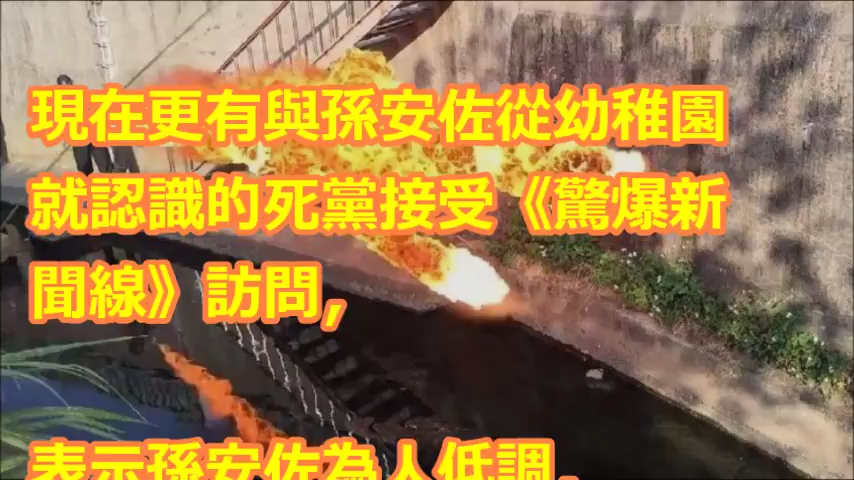 現在更有與孫安佐從幼稚園
就認識的死黨接受《驚爆新
聞線》訪問，
表示孫安佐為人低調，